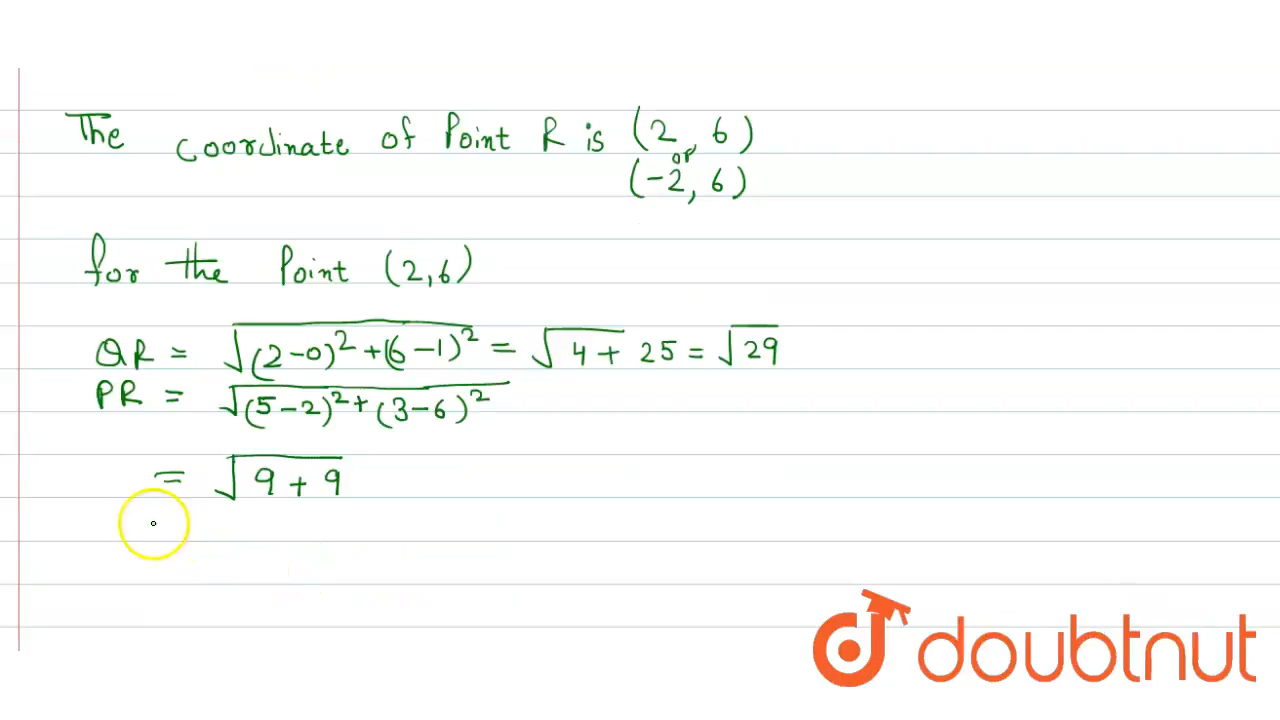 The coordinate of Point R is (2, 6)
or
(-2, 6)
for the Point (2,6)
QR = √(2-0)² + (6-1)² = √4+25 = √29
PR = √(5-2)² + (3-6)²
= √9+9
doubtnut